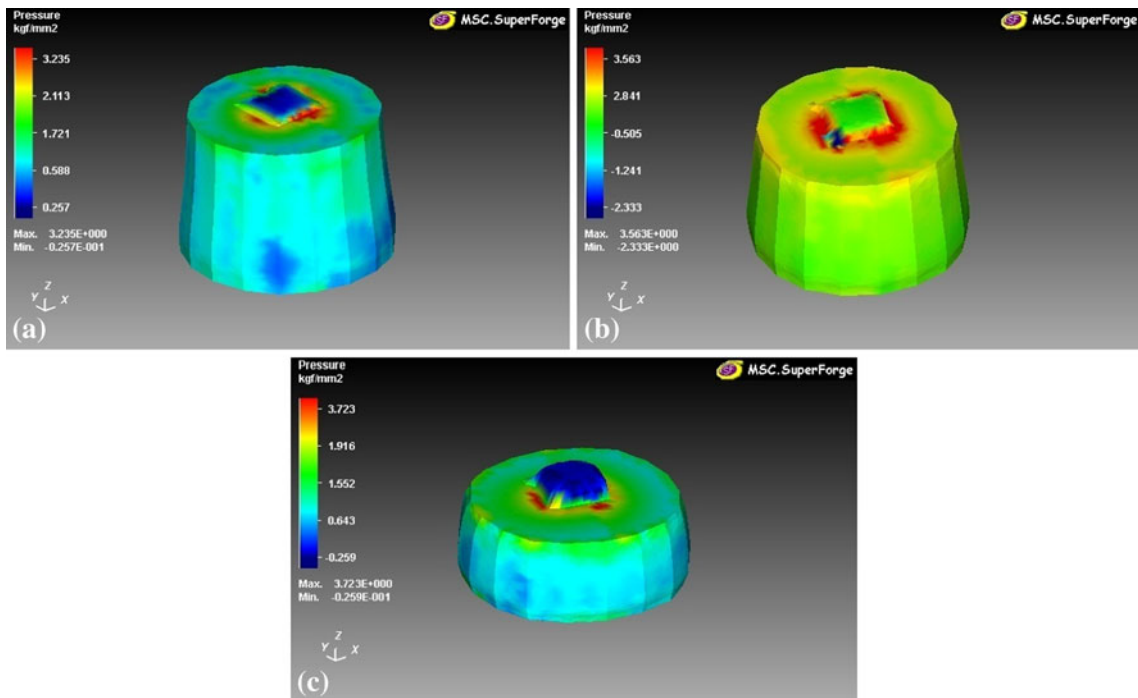 Pressure
kgf/mm2
MSC.SuperForge
3.235
2.113
1.721
0.588
0.257
Max. 3.235E+000
Min. -0.257E-001
Z
Y X
(a)
Pressure
kgf/mm2
MSC.SuperForge
3.563
2.841
-0.505
-1.241
-2.333
Max. 3.563E+000
Min. -2.333E+000
Z
Y X
(b)
Pressure
kgf/mm2
MSC.SuperForge
3.723
1.916
1.552
0.643
-0.259
Max. 3.723E+000
Min. -0.259E-001
Z
Y X
(c)